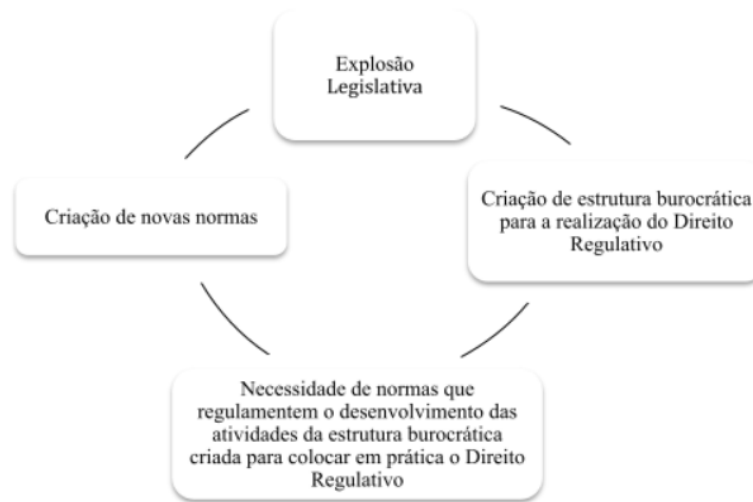 Explosão
Legislativa
Criação de estrutura burocrática
para a realização do Direito
Regulativo
Necessidade de normas que
regulamentem o desenvolvimento das
atividades da estrutura burocrática
criada para colocar em prática o Direito
Regulativo
Criação de novas normas